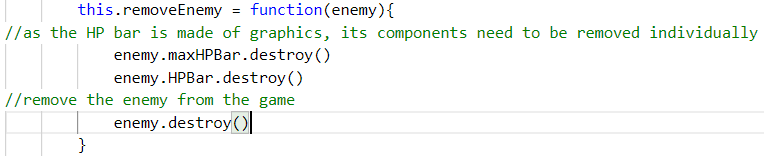 this.removeEnemy = function(enemy){
//as the HP bar is made of graphics, its components need to be removed individually
enemy.maxHPBar.destroy()
enemy.HPBar.destroy()
//remove the enemy from the game
enemy.destroy()
}